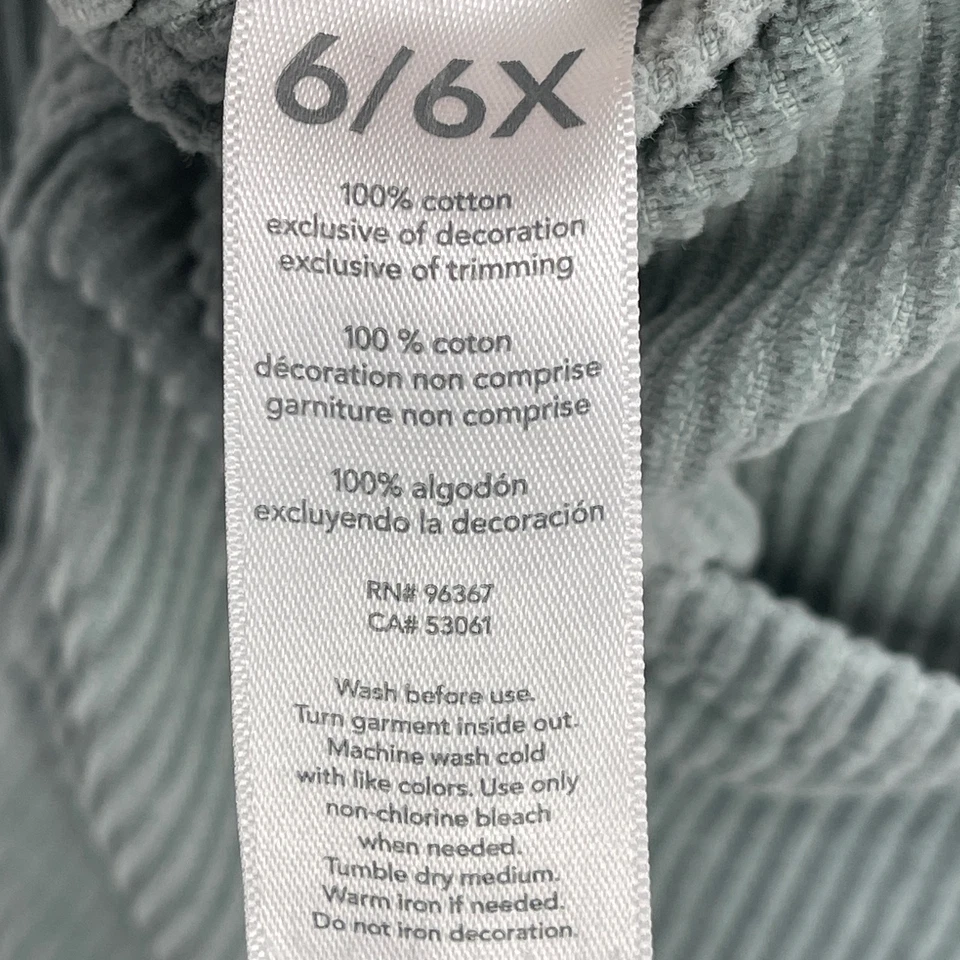 6/6X
100% cotton
exclusive of decoration
exclusive of trimming
100 % coton
décoration non comprise
garniture non comprise
100% algodón
excluyendo la decoración
RN# 96367
CA# 53061
Wash before use.
Turn garment inside out.
Machine wash cold
with like colors. Use only
non-chlorine bleach
when needed.
Tumble dry medium.
Warm iron if needed.
Do not iron decoration.